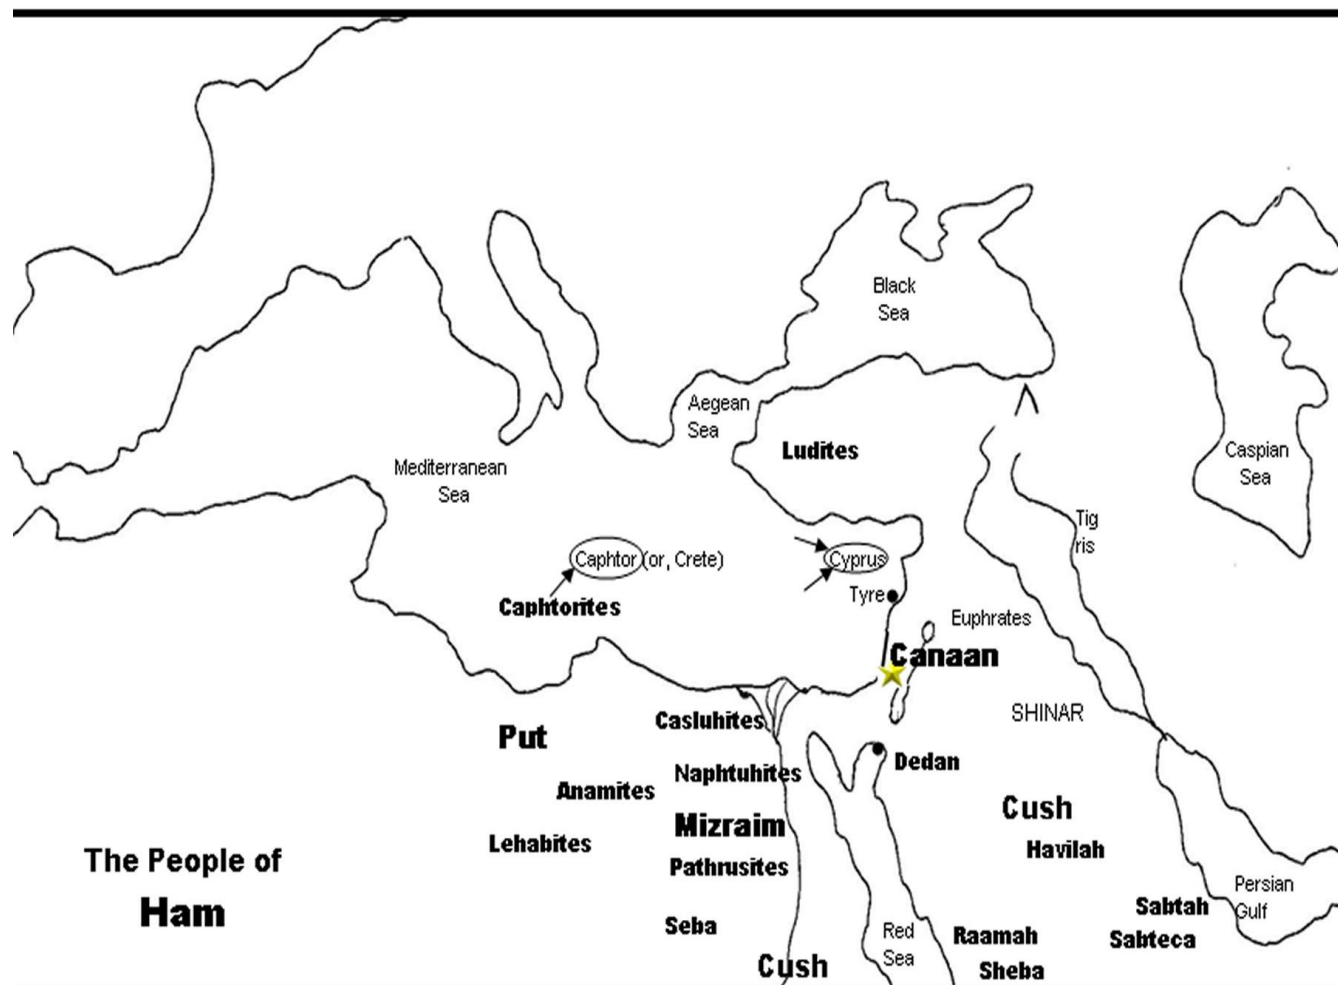 Black
Sea
Aegean
Sea
Ludites
Caspian
Sea
Mediterranean
Sea
Tig
ris
Caphtor (or, Crete)
Cyprus
Caphtorites
Tyre
Euphrates
Canaan
SHINAR
Casluhites
Put
Dedan
Naphtuhites
Anamites
Cush
Mizraim
Lehabites
Havilah
The People of
Ham
Pathrusites
Persian
Gulf
Sabtah
Seba
Red
Sea
Raamah
Sabteca
Cush
Sheba